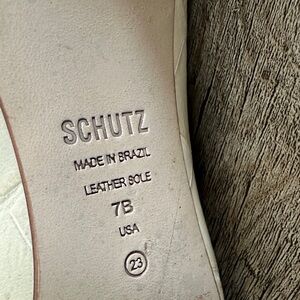 SCHUTZ
MADE IN BRAZIL
LEATHER SOLE
7B
USA
23